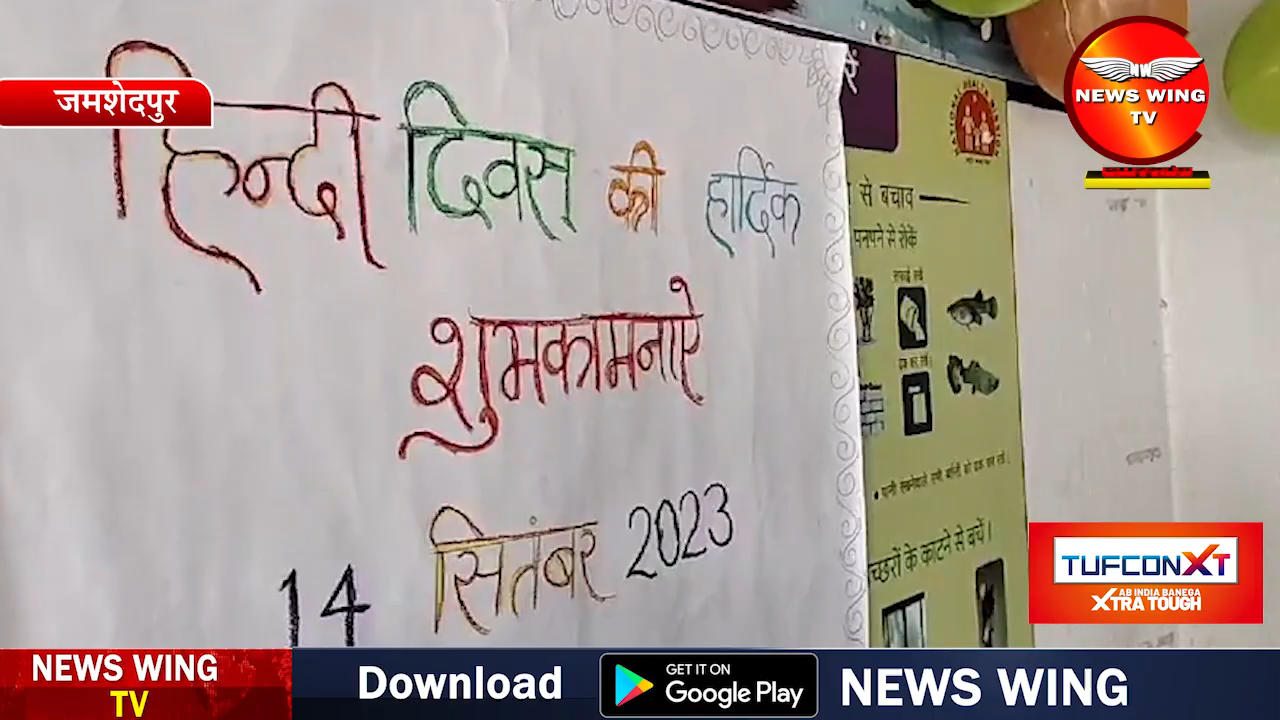 जमशेदपुर
हिन्दी दिवस की हार्दिक
शुभकामनाऐ
14 सितंबर 2023
NEWS WING
TV
से बचाव
पनपने से रोकें
च्छरों के काटने से बचें।
TUFCON XT
AB INDIA BANEGA
XTRA TOUGH
NEWS WING
TV
Download
GET IT ON
Google Play
NEWS WING